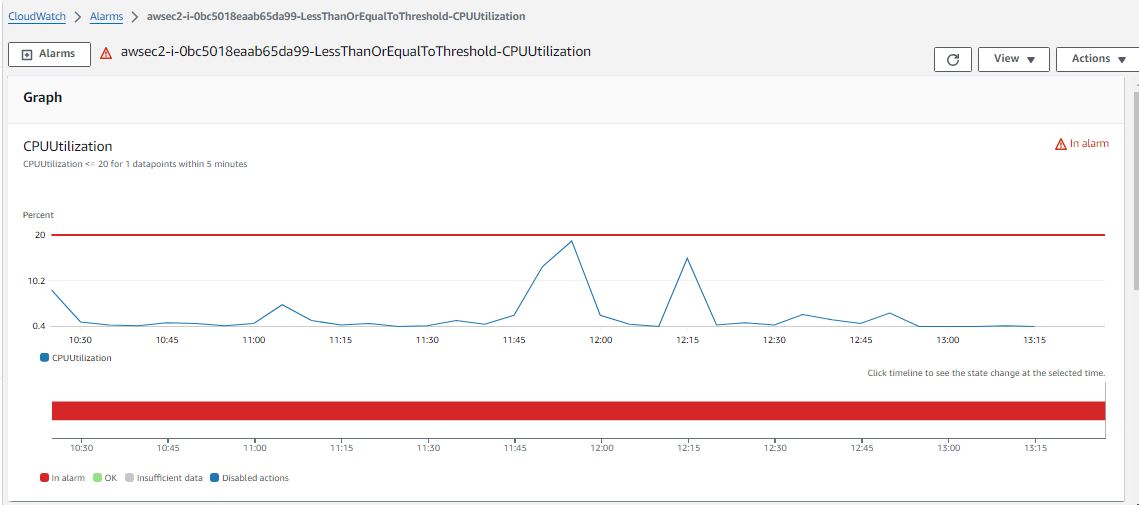 CloudWatch > Alarms > awsec2-i-0bc5018eaab65da99-LessThanOrEqualToThreshold-CPUUtilization
Alarms awsec2-i-0bc5018eaab65da99-LessThanOrEqualToThreshold-CPUUtilization View Actions
Graph
CPUUtilization In alarm
CPUUtilization <= 20 for 1 datapoints within 5 minutes
Percent
20
10.2
0.4
10:30 10:45 11:00 11:15 11:30 11:45 12:00 12:15 12:30 12:45 13:00 13:15
CPUUtilization
Click timeline to see the state change at the selected time.
10:30 10:45 11:00 11:15 11:30 11:45 12:00 12:15 12:30 12:45 13:00 13:15
In alarm OK Insufficient data Disabled actions